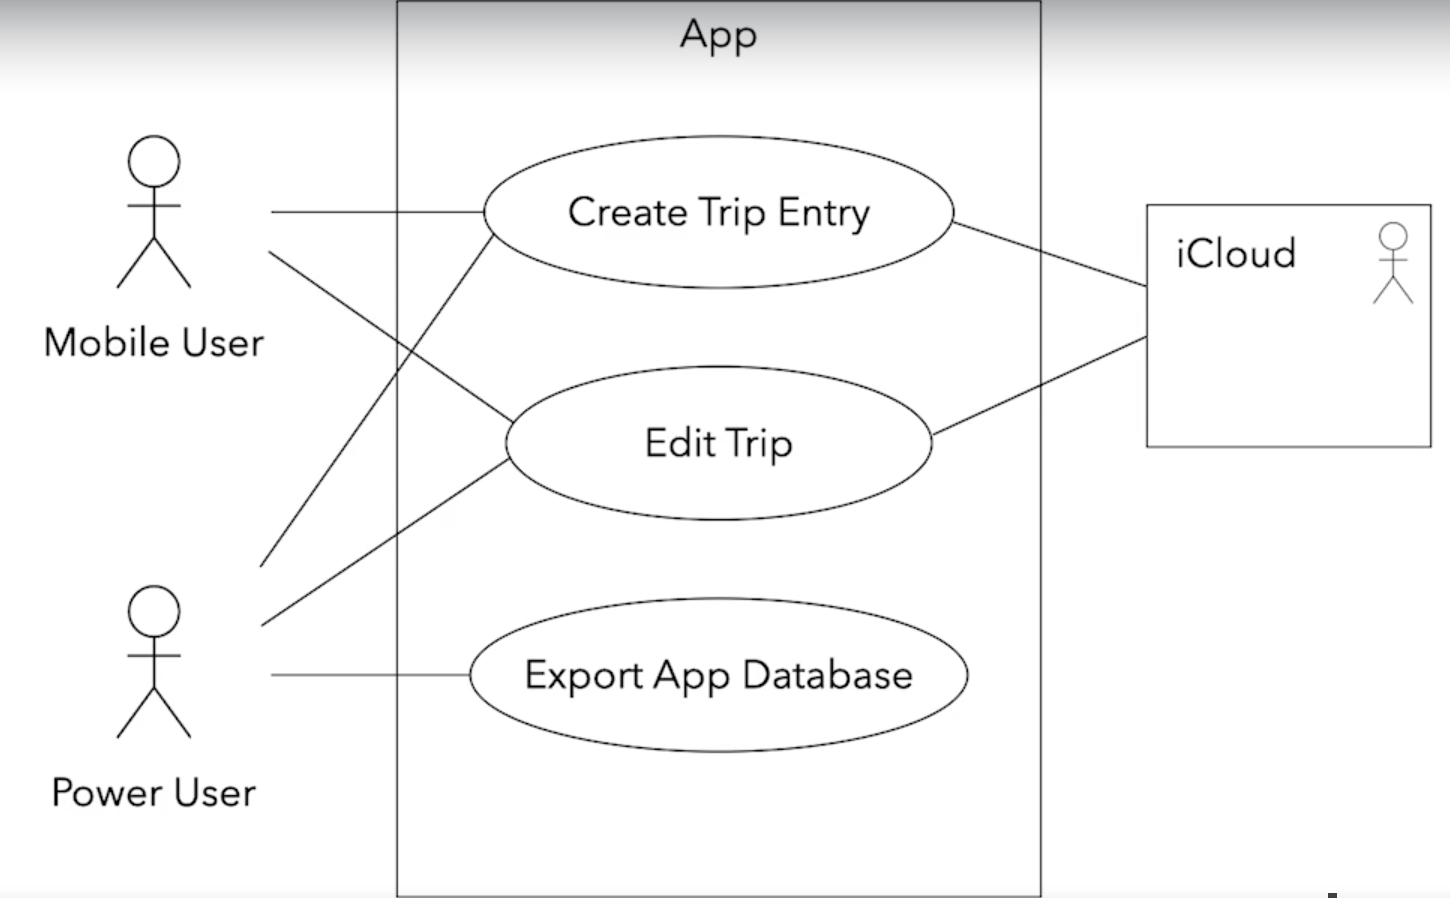 App
Create Trip Entry
iCloud
Mobile User
Edit Trip
Export App Database
Power User